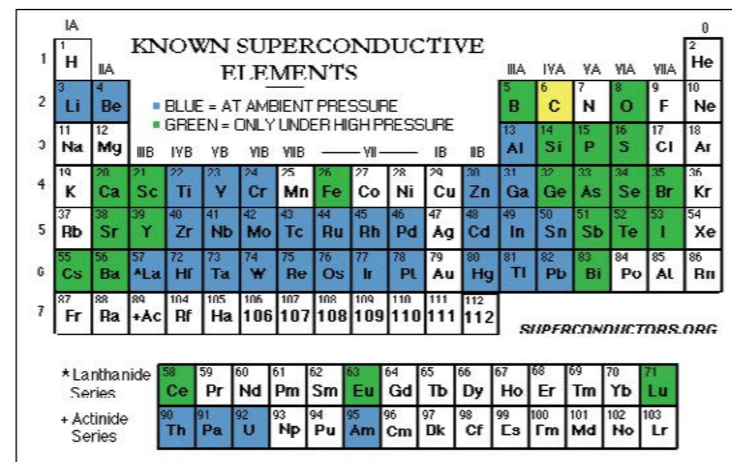 IA 0
KNOWN SUPERCONDUCTIVE
ELEMENTS
1 1 H IIA IIIA IVA VA VIA VIIA 2 He
2 3 Li 4 Be 5 B 6 C 7 N 8 O 9 F 10 Ne
BLUE = AT AMBIENT PRESSURE
GREEN = ONLY UNDER HIGH PRESSURE
3 11 Na 12 Mg IIIB IVB VB VIB VIIB VII IB IIB 13 Al 14 Si 15 P 16 S 17 Cl 18 Ar
4 19 K 20 Ca 21 Sc 22 Ti 23 V 24 Cr 25 Mn 26 Fe 27 Co 28 Ni 29 Cu 30 Zn 31 Ga 32 Ge 33 As 34 Se 35 Br 36 Kr
5 37 Rb 38 Sr 39 Y 40 Zr 41 Nb 42 Mo 43 Tc 44 Ru 45 Rh 46 Pd 47 Ag 48 Cd 49 In 50 Sn 51 Sb 52 Te 53 I 54 Xe
6 55 Cs 56 Ba 57 *La 72 Hf 73 Ta 74 W 75 Re 76 Os 77 Ir 78 Pt 79 Au 80 Hg 81 Tl 82 Pb 83 Bi 84 Po 85 At 86 Rn
7 87 Fr 88 Ra 89 +Ac 104 Rf 105 Ha 106 106 107 107 108 108 109 109 110 110 111 111 112 112
SUPERCONDUCTORS.ORG
* Lanthanide Series 58 Ce 59 Pr 60 Nd 61 Pm 62 Sm 63 Eu 64 Gd 65 Tb 66 Dy 67 Ho 68 Er 69 Tm 70 Yb 71 Lu
+ Actinide Series 90 Th 91 Pa 92 U 93 Np 94 Pu 95 Am 96 Cm 97 Bk 98 Cf 99 Es 100 Fm 101 Md 102 No 103 Lr